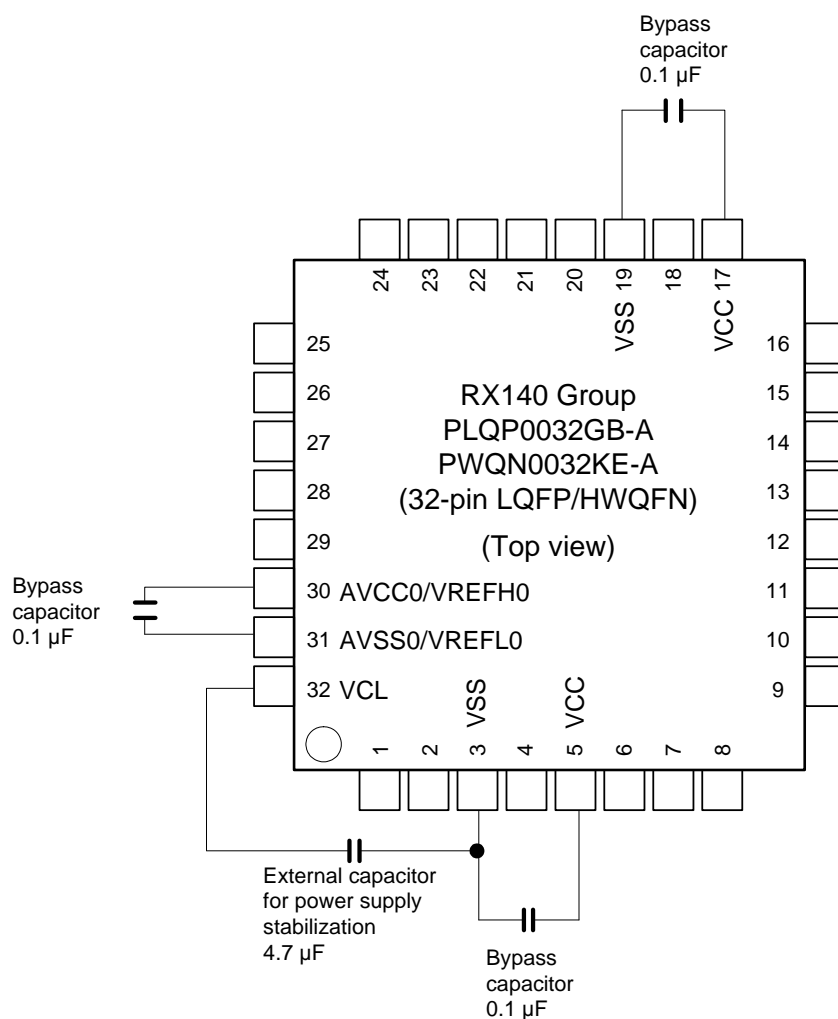 Bypass
capacitor
0.1 µF
24
23
22
21
20
VSS 19
18
VCC 17
25
26
27
28
29
30 AVCC0/VREFH0
31 AVSS0/VREFL0
32 VCL
16
15
14
13
12
11
10
9
RX140 Group
PLQP0032GB-A
PWQN0032KE-A
(32-pin LQFP/HWQFN)
(Top view)
Bypass
capacitor
0.1 µF
1
2
3 VSS
4
5 VCC
6
7
8
External capacitor
for power supply
stabilization
4.7 µF
Bypass
capacitor
0.1 µF